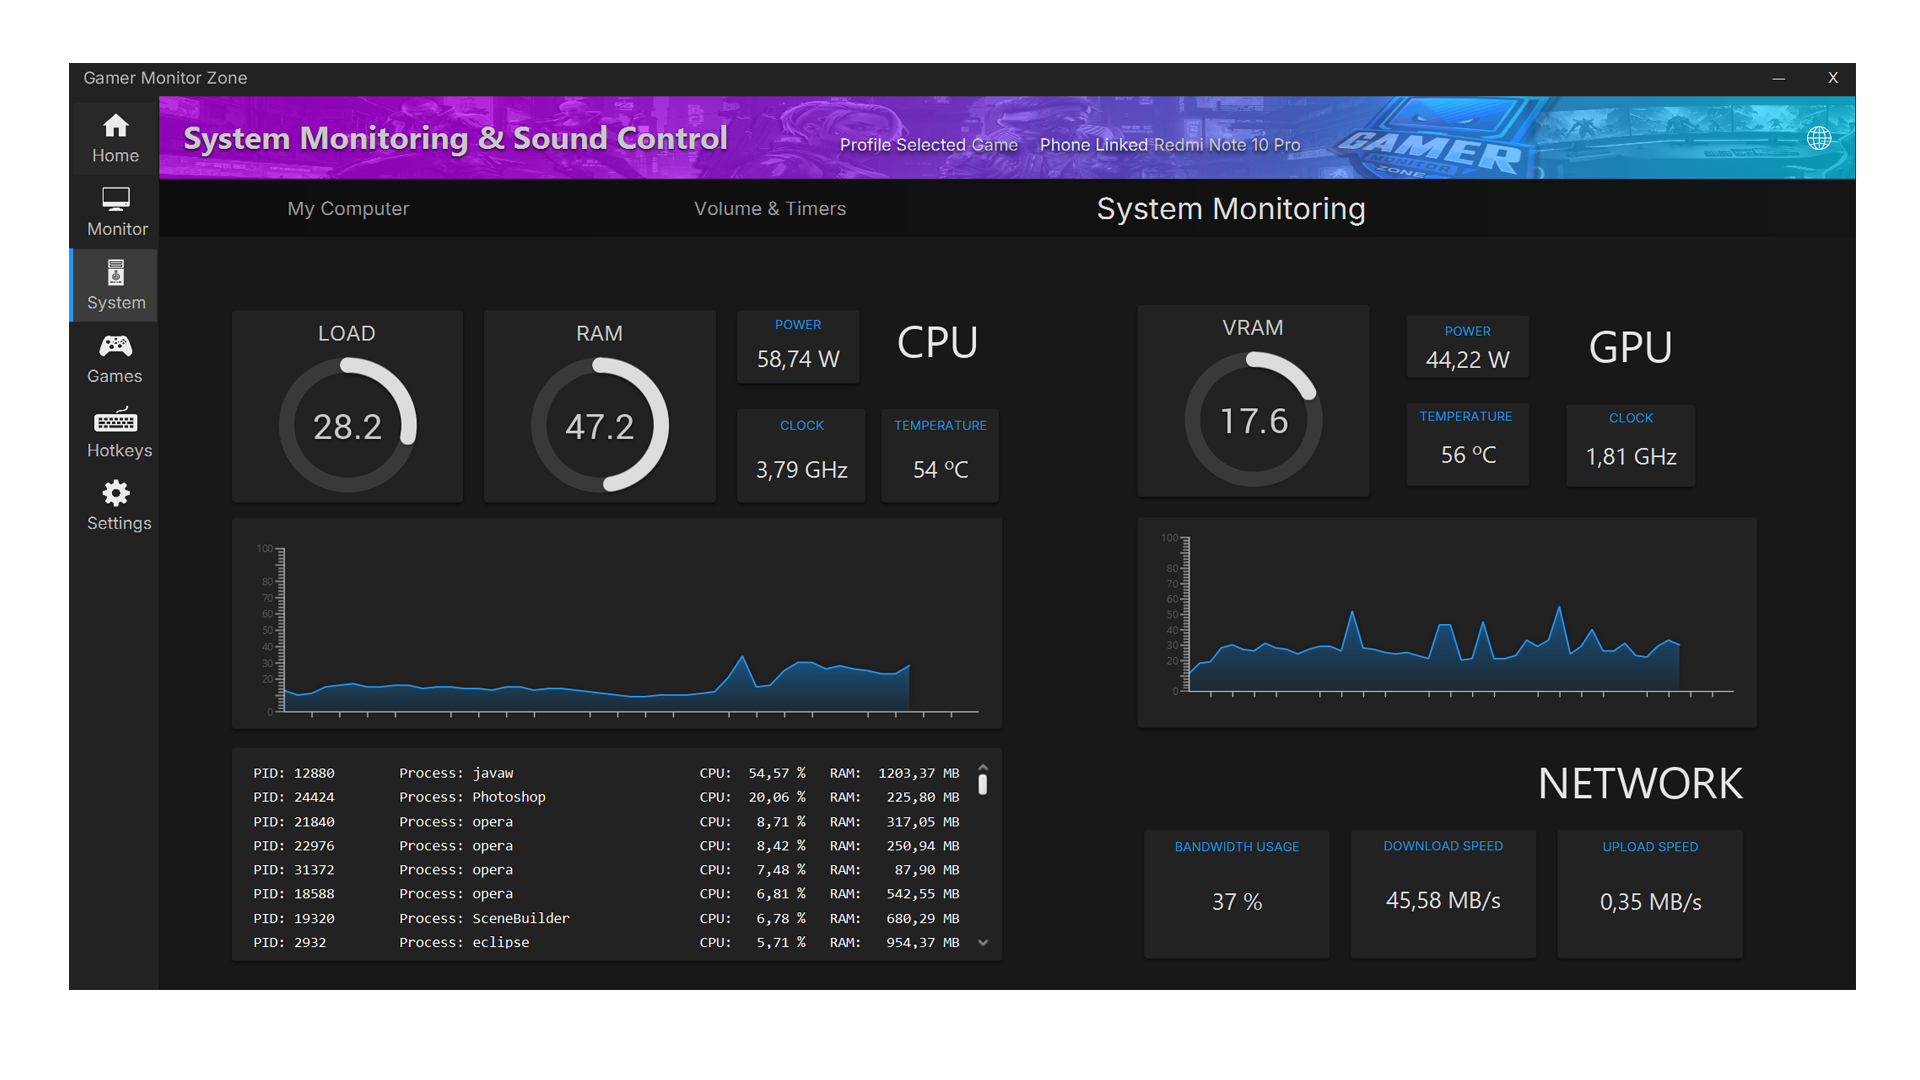 Gamer Monitor Zone
— X
Home
Monitor
System
Games
Hotkeys
Settings
System Monitoring & Sound Control
Profile Selected Game
Phone Linked Redmi Note 10 Pro
GAMER
MONITOR
ZONE
My Computer
Volume & Timers
System Monitoring
LOAD
28.2
RAM
47.2
POWER
58,74 W
CPU
CLOCK
3,79 GHz
TEMPERATURE
54 ºC
VRAM
17.6
POWER
44,22 W
GPU
TEMPERATURE
56 ºC
CLOCK
1,81 GHz
100
80
70
60
50
40
30
20
0
100
80
70
60
50
40
30
20
0
PID: 12880 Process: javaw CPU: 54,57 % RAM: 1203,37 MB
PID: 24424 Process: Photoshop CPU: 20,06 % RAM: 225,80 MB
PID: 21840 Process: opera CPU: 8,71 % RAM: 317,05 MB
PID: 22976 Process: opera CPU: 8,42 % RAM: 250,94 MB
PID: 31372 Process: opera CPU: 7,48 % RAM: 87,90 MB
PID: 18588 Process: opera CPU: 6,81 % RAM: 542,55 MB
PID: 19320 Process: SceneBuilder CPU: 6,78 % RAM: 680,29 MB
PID: 2932 Process: eclipse CPU: 5,71 % RAM: 954,37 MB
NETWORK
BANDWIDTH USAGE
37 %
DOWNLOAD SPEED
45,58 MB/s
UPLOAD SPEED
0,35 MB/s